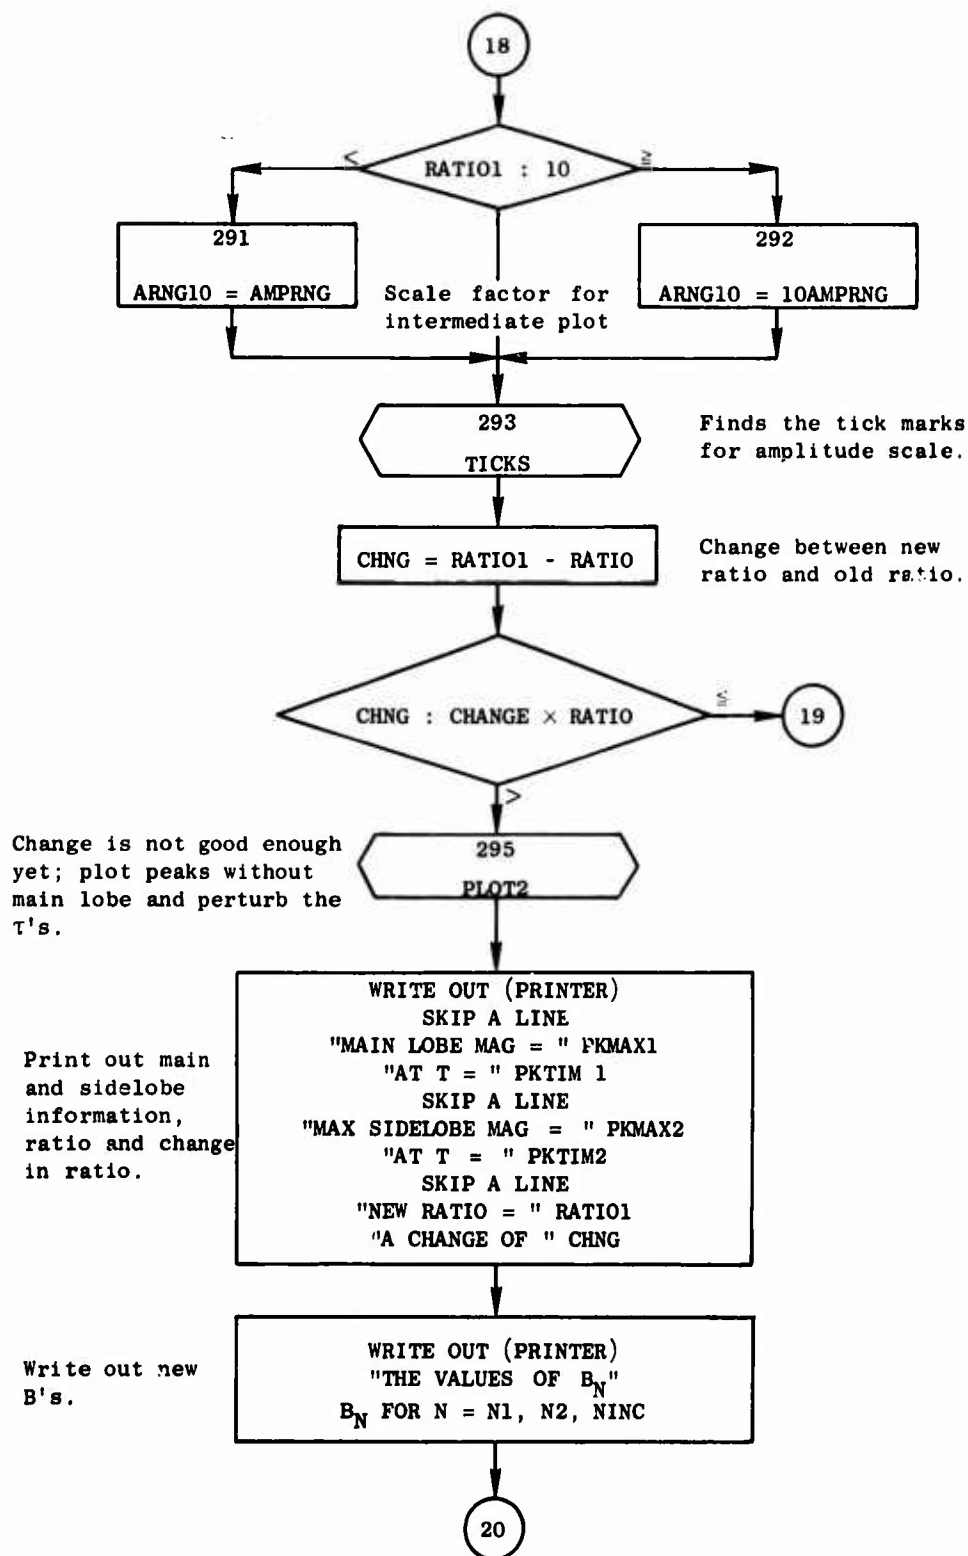 18
<
RATIO1 : 10
≧
291
ARNG10 = AMPRNG
Scale factor for
intermediate plot
292
ARNG10 = 10AMPRNG
293
TICKS
Finds the tick marks
for amplitude scale.
CHNG = RATIO1 - RATIO
Change between new
ratio and old ratio.
CHNG : CHANGE × RATIO
≦
19
>
Change is not good enough
yet; plot peaks without
main lobe and perturb the
τ's.
295
PLOT2
Print out main
and sidelobe
information,
ratio and change
in ratio.
WRITE OUT (PRINTER)
SKIP A LINE
"MAIN LOBE MAG = " PKMAX1
"AT T = " PKTIM 1
SKIP A LINE
"MAX SIDELOBE MAG = " PKMAX2
"AT T = " PKTIM2
SKIP A LINE
"NEW RATIO = " RATIO1
"A CHANGE OF " CHNG
Write out new
B's.
WRITE OUT (PRINTER)
"THE VALUES OF B_N"
B_N FOR N = N1, N2, NINC
20